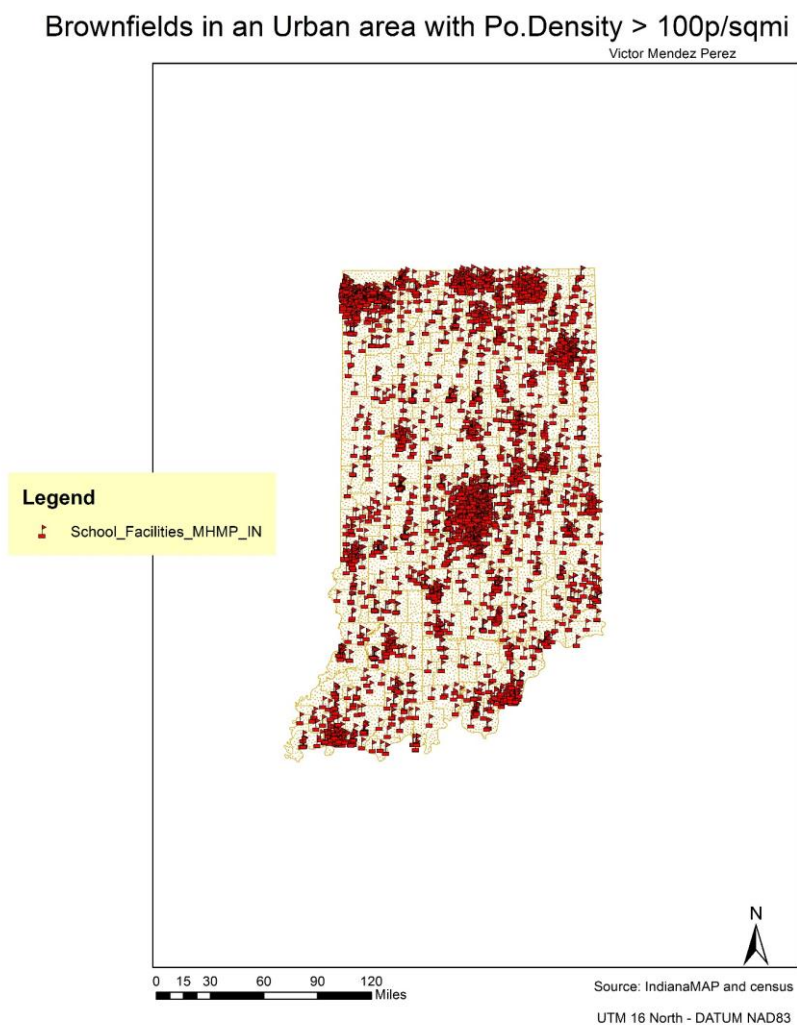 Brownfields in an Urban area with Po.Density > 100p/sqmi
Victor Mendez Perez
Legend
School_Facilities_MHMP_IN
N
0 15 30 60 90 120
Miles
Source: IndianaMAP and census
UTM 16 North - DATUM NAD83